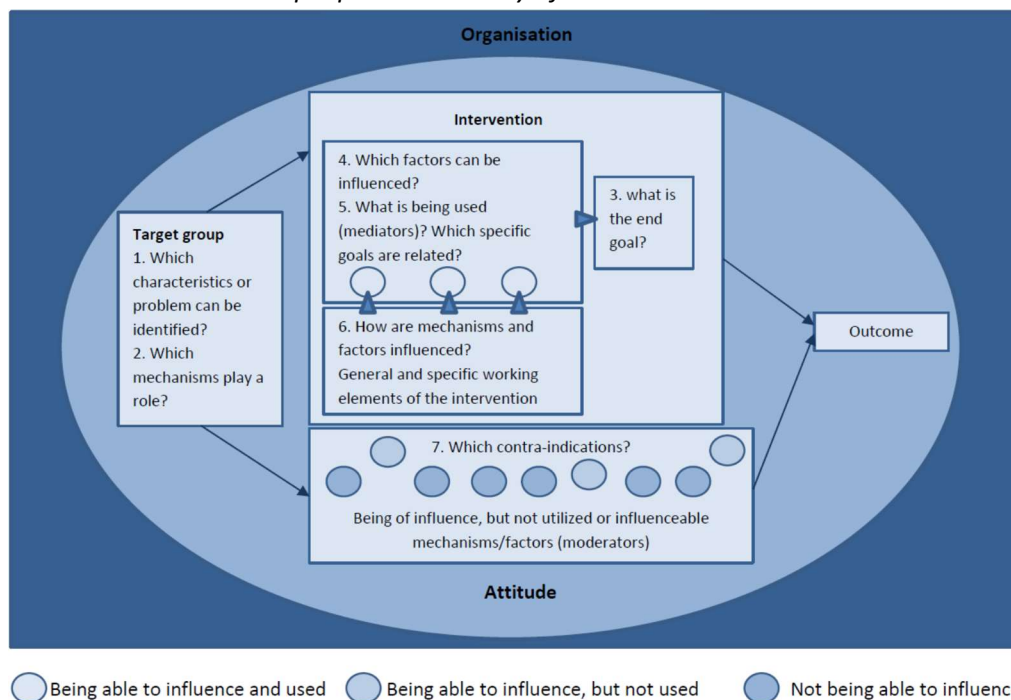 Organisation
Intervention
4. Which factors can be
influenced?
5. What is being used
(mediators)? Which specific
goals are related?
3. what is
the end
goal?
Target group
1. Which
characteristics or
problem can be
identified?
2. Which
mechanisms play a
role?
6. How are mechanisms and
factors influenced?
General and specific working
elements of the intervention
Outcome
7. Which contra-indications?
Being of influence, but not utilized or influenceable
mechanisms/factors (moderators)
Attitude
Being able to influence and used
Being able to influence, but not used
Not being able to influenc